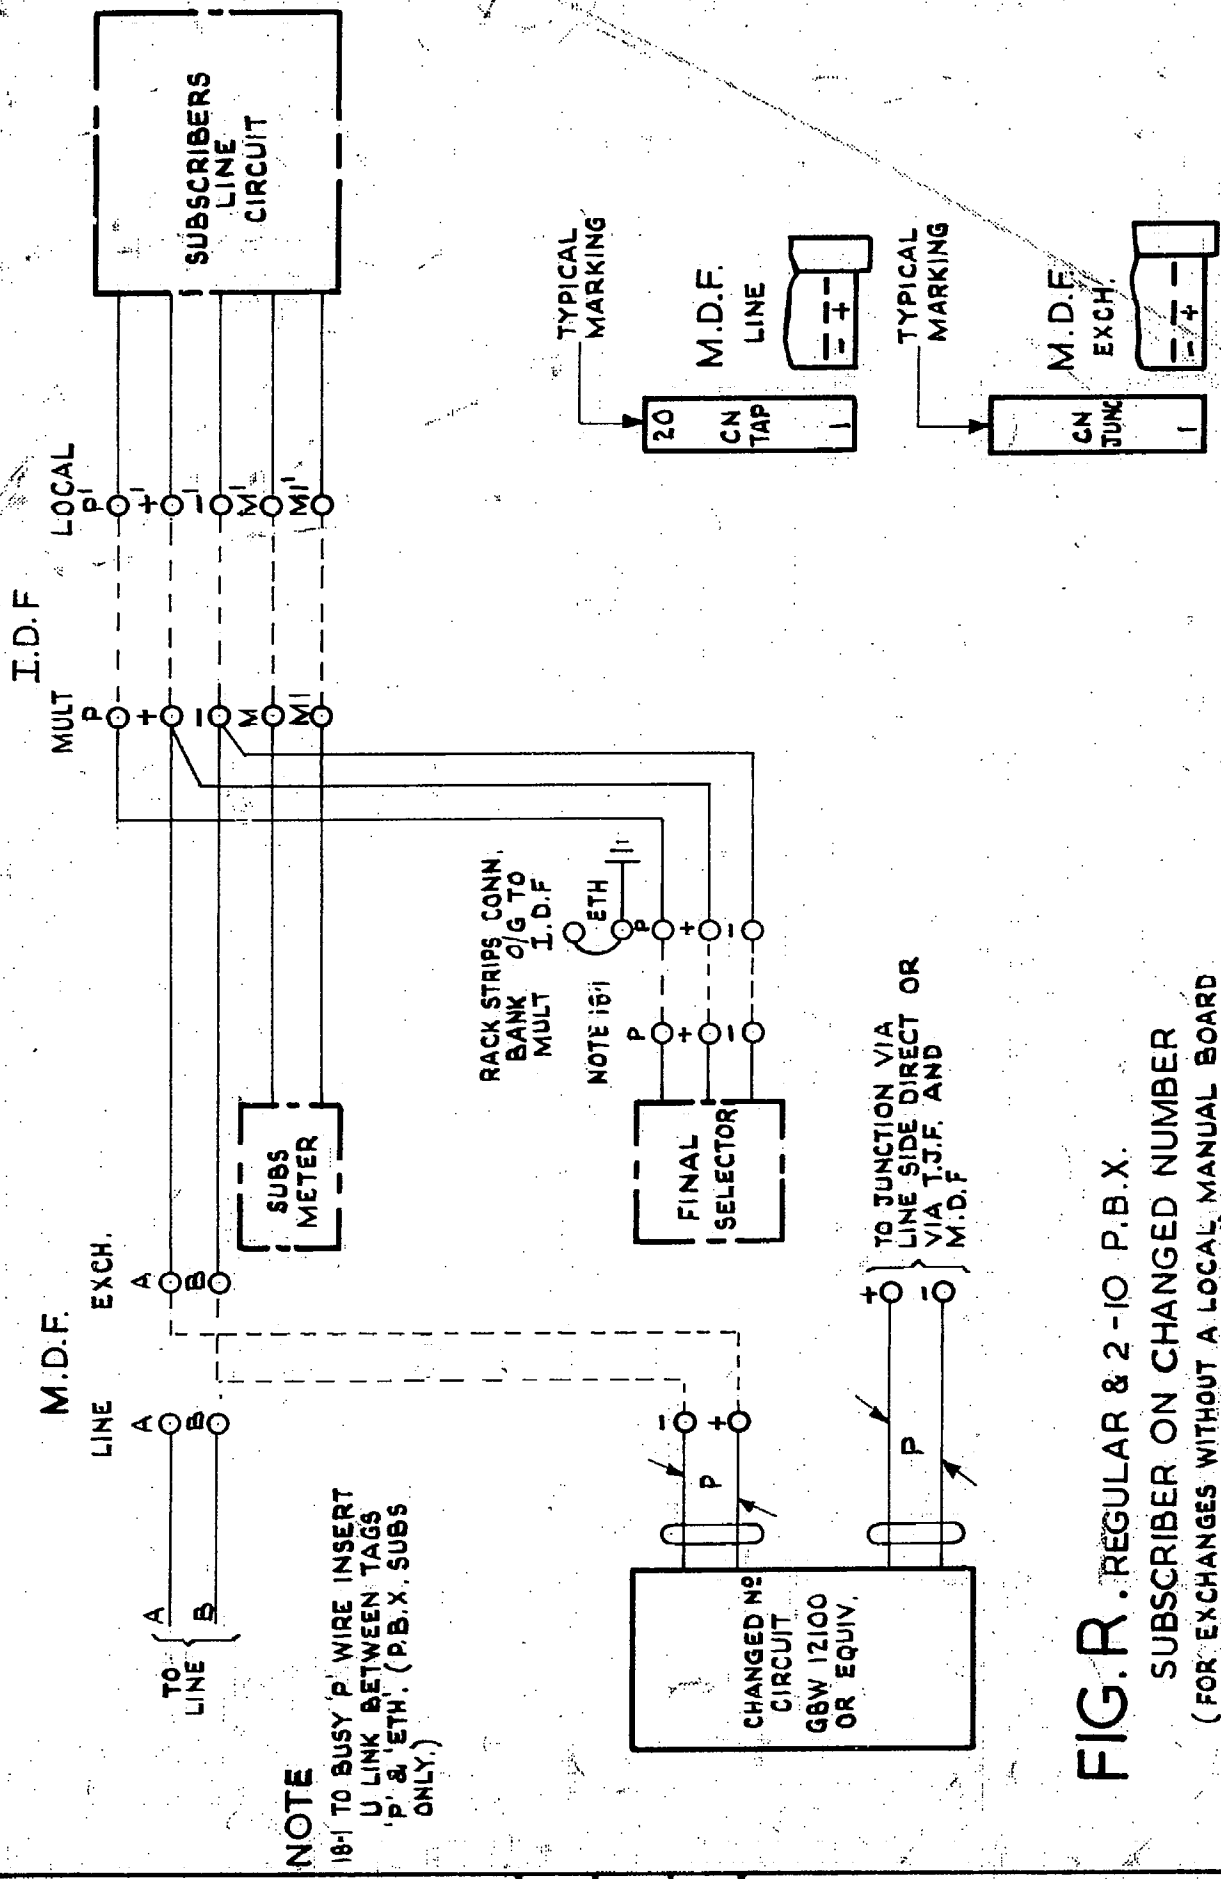 M.D.F.
I.D.F
LINE
EXCH.
MULT
LOCAL
TO
LINE
A
B
A
B
A
B
P
+
-
M
M1
P'
+'
-'
M'
M1'
SUBSCRIBERS
LINE
CIRCUIT
SUBS
METER
NOTE
18·1 TO BUSY 'P' WIRE INSERT
U LINK BETWEEN TAGS
'P' & 'ETH'. (P.B.X. SUBS
ONLY.)
RACK STRIPS CONN.
BANK O/G TO
MULT I.D.F
NOTE 18·1
ETH
P
+
-
P
+
-
FINAL
SELECTOR
TYPICAL
MARKING
20
CN
TAP
1
M.D.F.
LINE
- +
TYPICAL
MARKING
CN
JUNC
1
M.D.F.
EXCH.
- +
-
+
P
CHANGED Nº
CIRCUIT
GBW 12100
OR EQUIV.
+
-
P
TO JUNCTION VIA
LINE SIDE DIRECT OR
VIA T.J.F. AND
M.D.F
FIG. R. REGULAR & 2-10 P.B.X.
SUBSCRIBER ON CHANGED NUMBER
(FOR EXCHANGES WITHOUT A LOCAL MANUAL BOARD